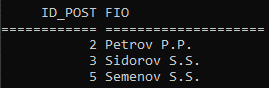 ID_POST FIO
============ ====================
2 Petrov P.P.
3 Sidorov S.S.
5 Semenov S.S.